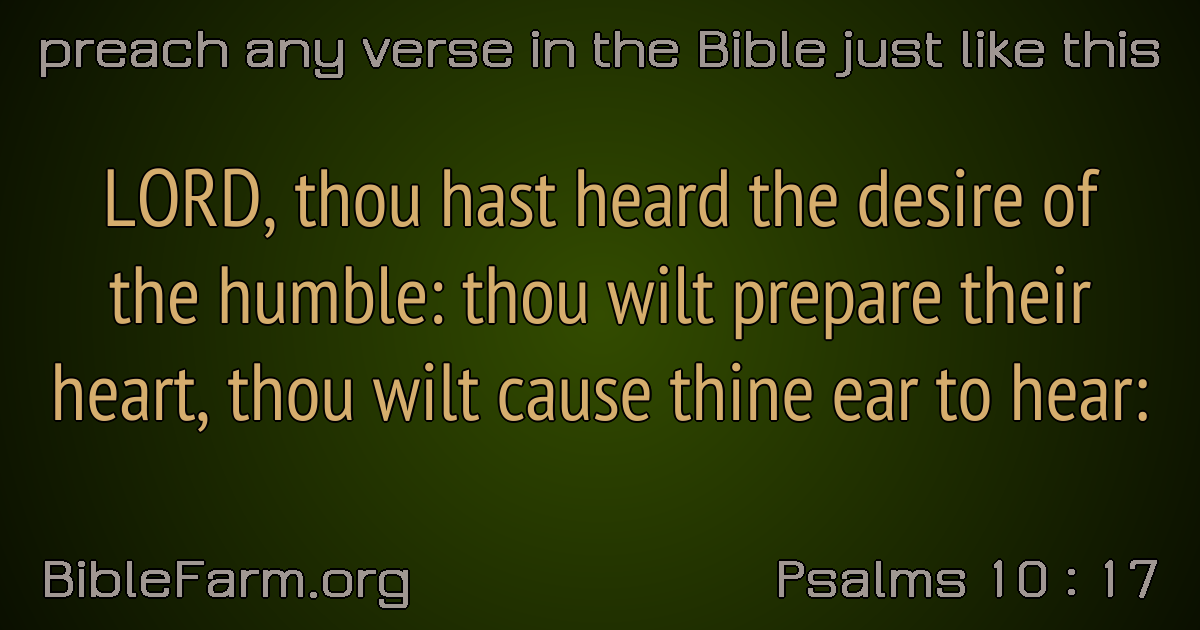 preach any verse in the Bible just like this
LORD, thou hast heard the desire of
the humble: thou wilt prepare their
heart, thou wilt cause thine ear to hear:
BibleFarm.org
Psalms 10 : 17